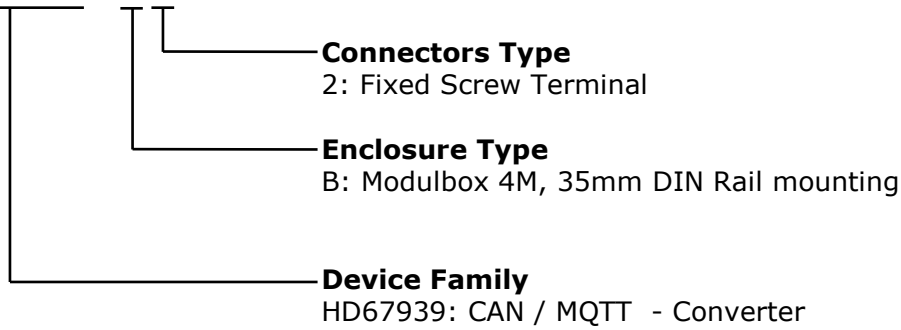 Connectors Type
2: Fixed Screw Terminal
Enclosure Type
B: Modulbox 4M, 35mm DIN Rail mounting
Device Family
HD67939: CAN / MQTT - Converter